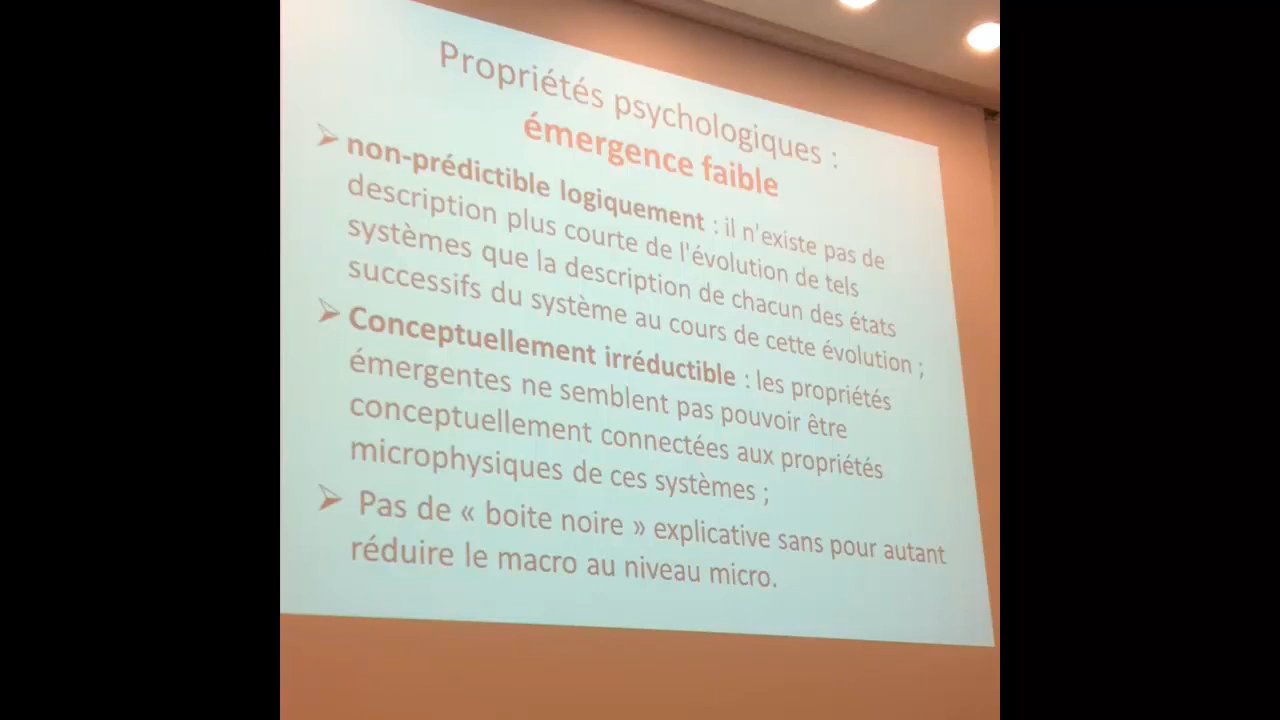 Propriétés psychologiques :
émergence faible
➢ non-prédictible logiquement : il n'existe pas de
description plus courte de l'évolution de tels
systèmes que la description de chacun des états
successifs du système au cours de cette évolution ;
➢ Conceptuellement irréductible : les propriétés
émergentes ne semblent pas pouvoir être
conceptuellement connectées aux propriétés
microphysiques de ces systèmes ;
➢ Pas de « boite noire » explicative sans pour autant
réduire le macro au niveau micro.